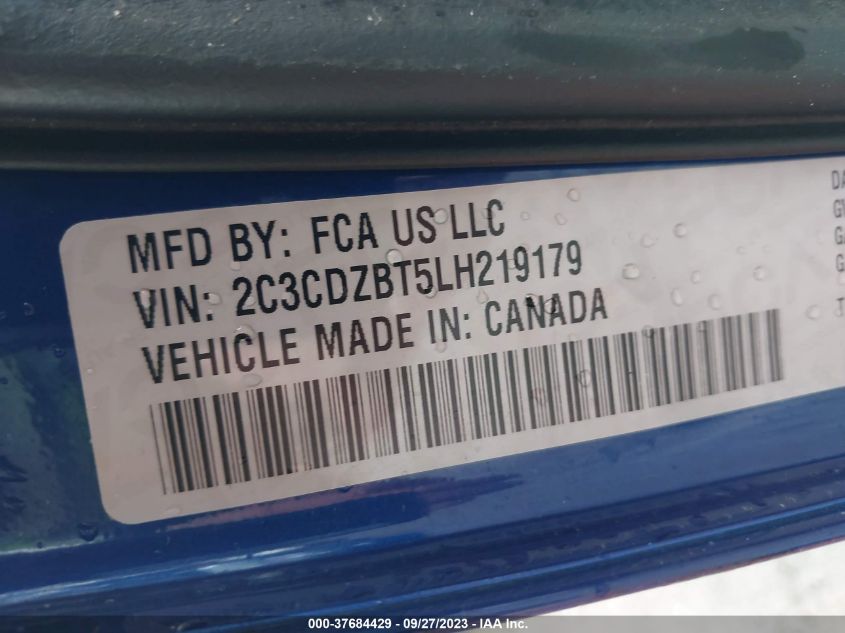 MFD BY: FCA US LLC
VIN: 2C3CDZBT5LH219179
VEHICLE MADE IN: CANADA
000-37684429 - 09/27/2023 - IAA Inc.